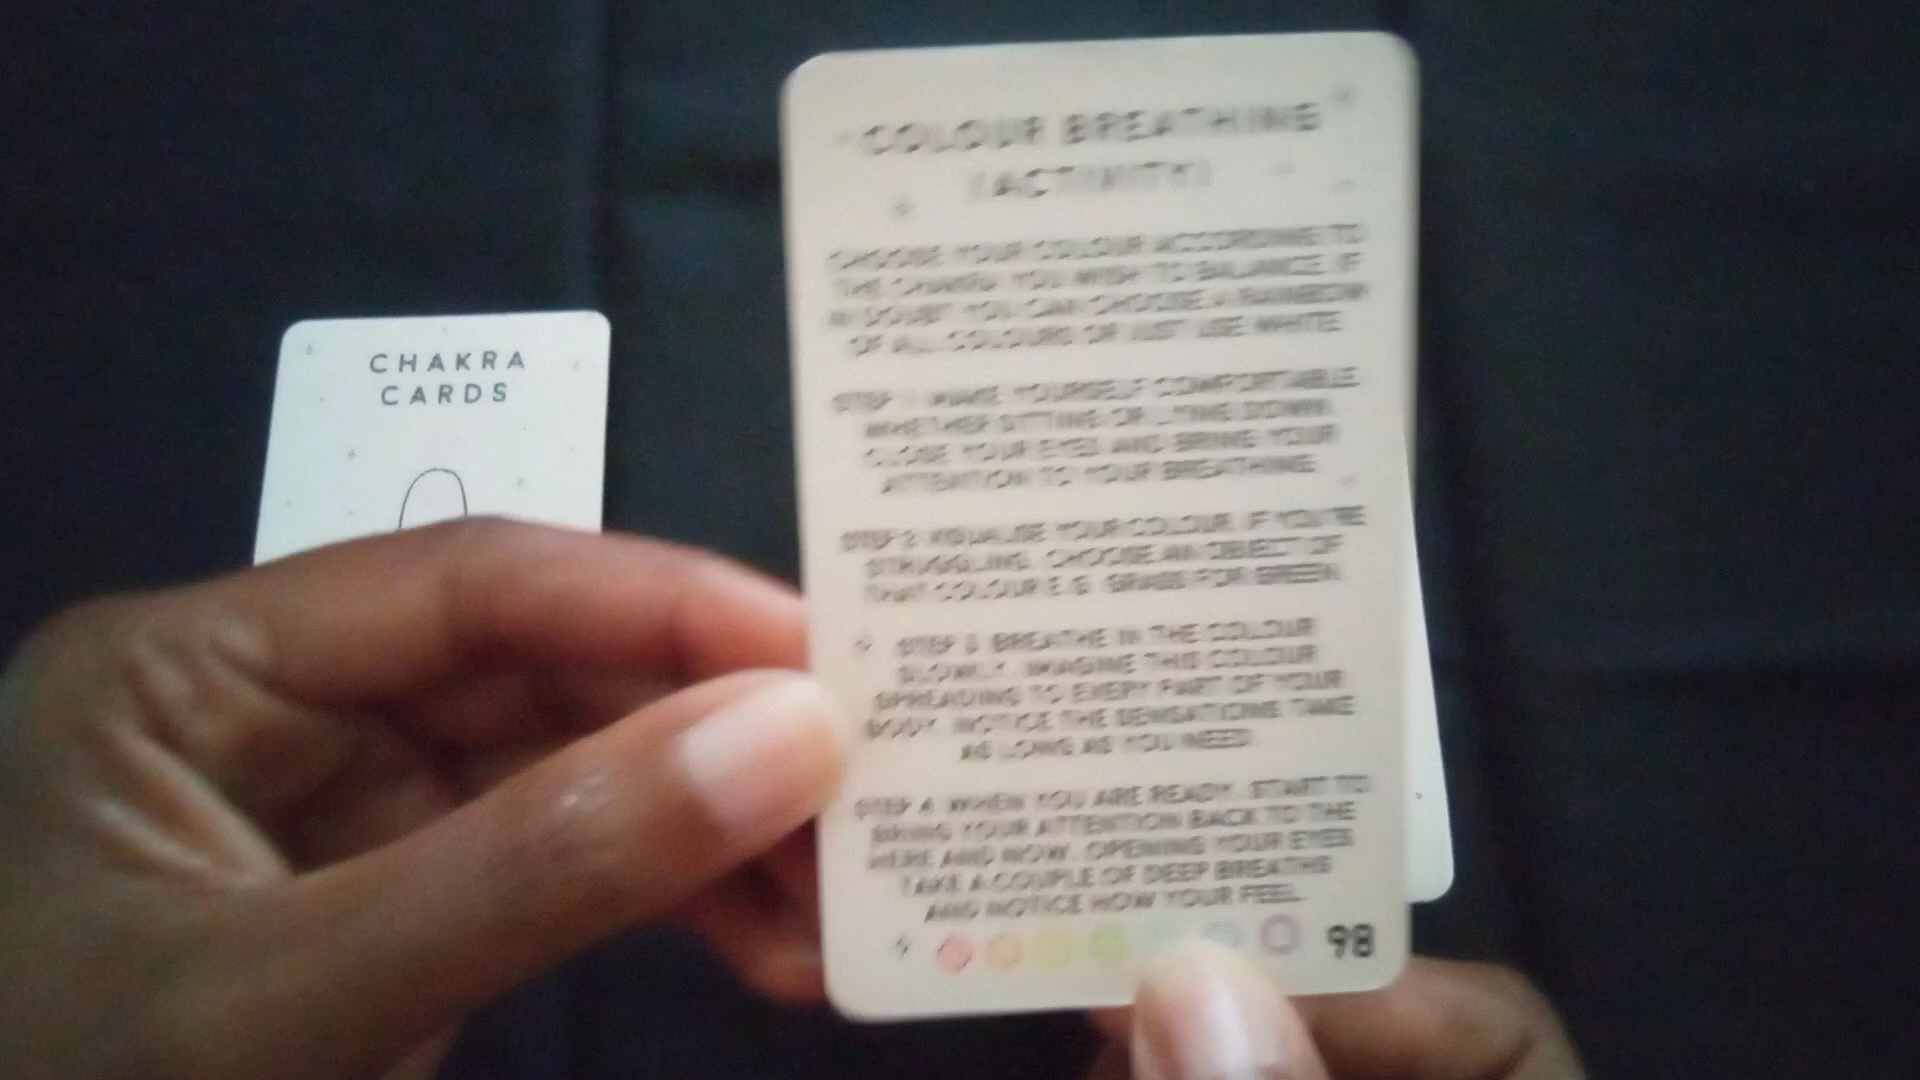 CHAKRA
CARDS
COLOUR BREATHING
(ACTIVITY)
CHOOSE YOUR COLOUR ACCORDING TO
THE CHAKRA YOU WISH TO BALANCE. IF
IN DOUBT YOU CAN CHOOSE A RAINBOW
OF ALL COLOURS OR JUST USE WHITE
STEP 1 MAKE YOURSELF COMFORTABLE
WHETHER SITTING OR LYING DOWN.
CLOSE YOUR EYES AND BRING YOUR
ATTENTION TO YOUR BREATHING
STEP 2 VISUALISE YOUR COLOUR. IF YOU'RE
STRUGGLING, CHOOSE AN OBJECT OF
THAT COLOUR E.G. GRASS FOR GREEN.
STEP 3 BREATHE IN THE COLOUR
SLOWLY. IMAGINE THIS COLOUR
SPREADING TO EVERY PART OF YOUR
BODY. NOTICE THE SENSATIONS TAKE
AS LONG AS YOU NEED.
STEP 4 WHEN YOU ARE READY, START TO
BRING YOUR ATTENTION BACK TO THE
HERE AND NOW. OPENING YOUR EYES
TAKE A COUPLE OF DEEP BREATHS
AND NOTICE HOW YOUR FEEL.
98